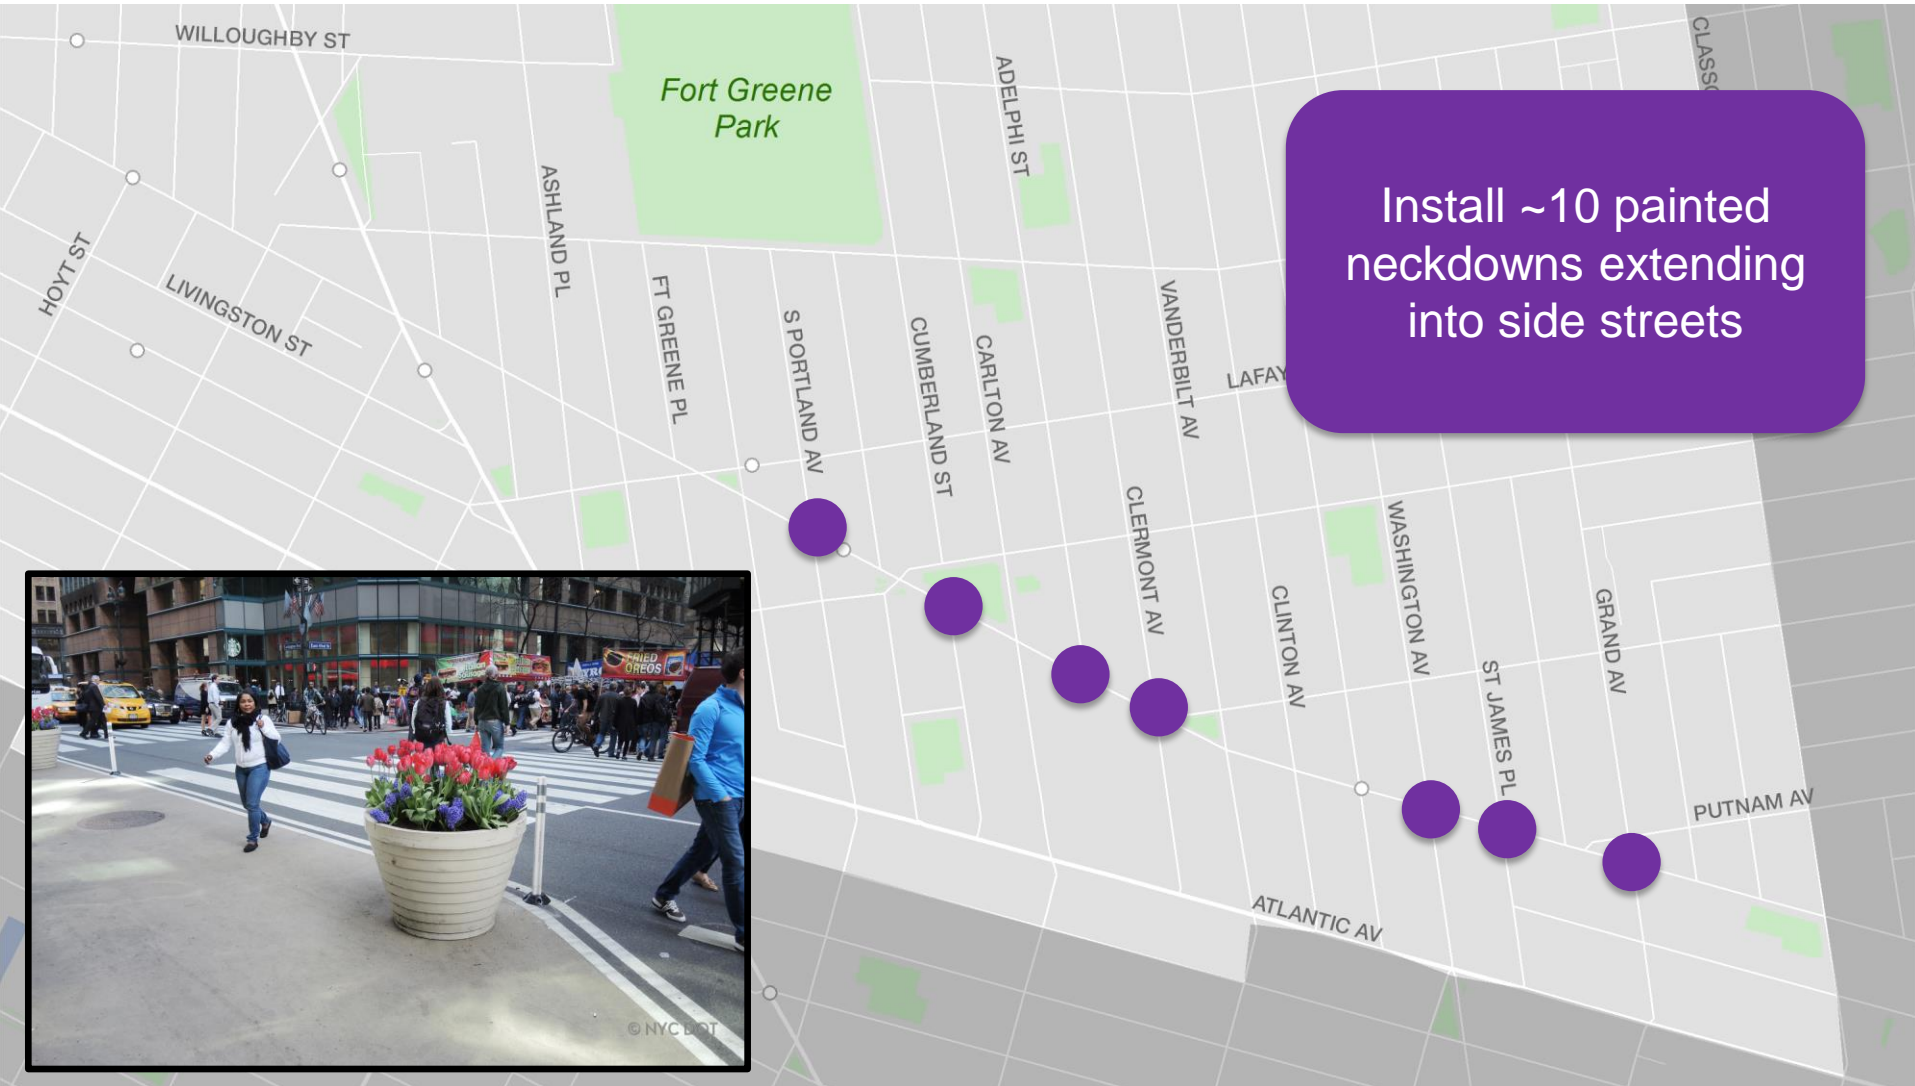 WILLOUGHBY ST
Fort Greene
Park
ADELPHI ST
CLASSO
ASHLAND PL
HOYT ST
LIVINGSTON ST
FT GREENE PL
S PORTLAND AV
CUMBERLAND ST
CARLTON AV
VANDERBILT AV
LAFAY
Install ~10 painted
neckdowns extending
into side streets
CLERMONT AV
CLINTON AV
WASHINGTON AV
ST JAMES PL
GRAND AV
PUTNAM AV
ATLANTIC AV
FRIED
OREOS
© NYC DOT